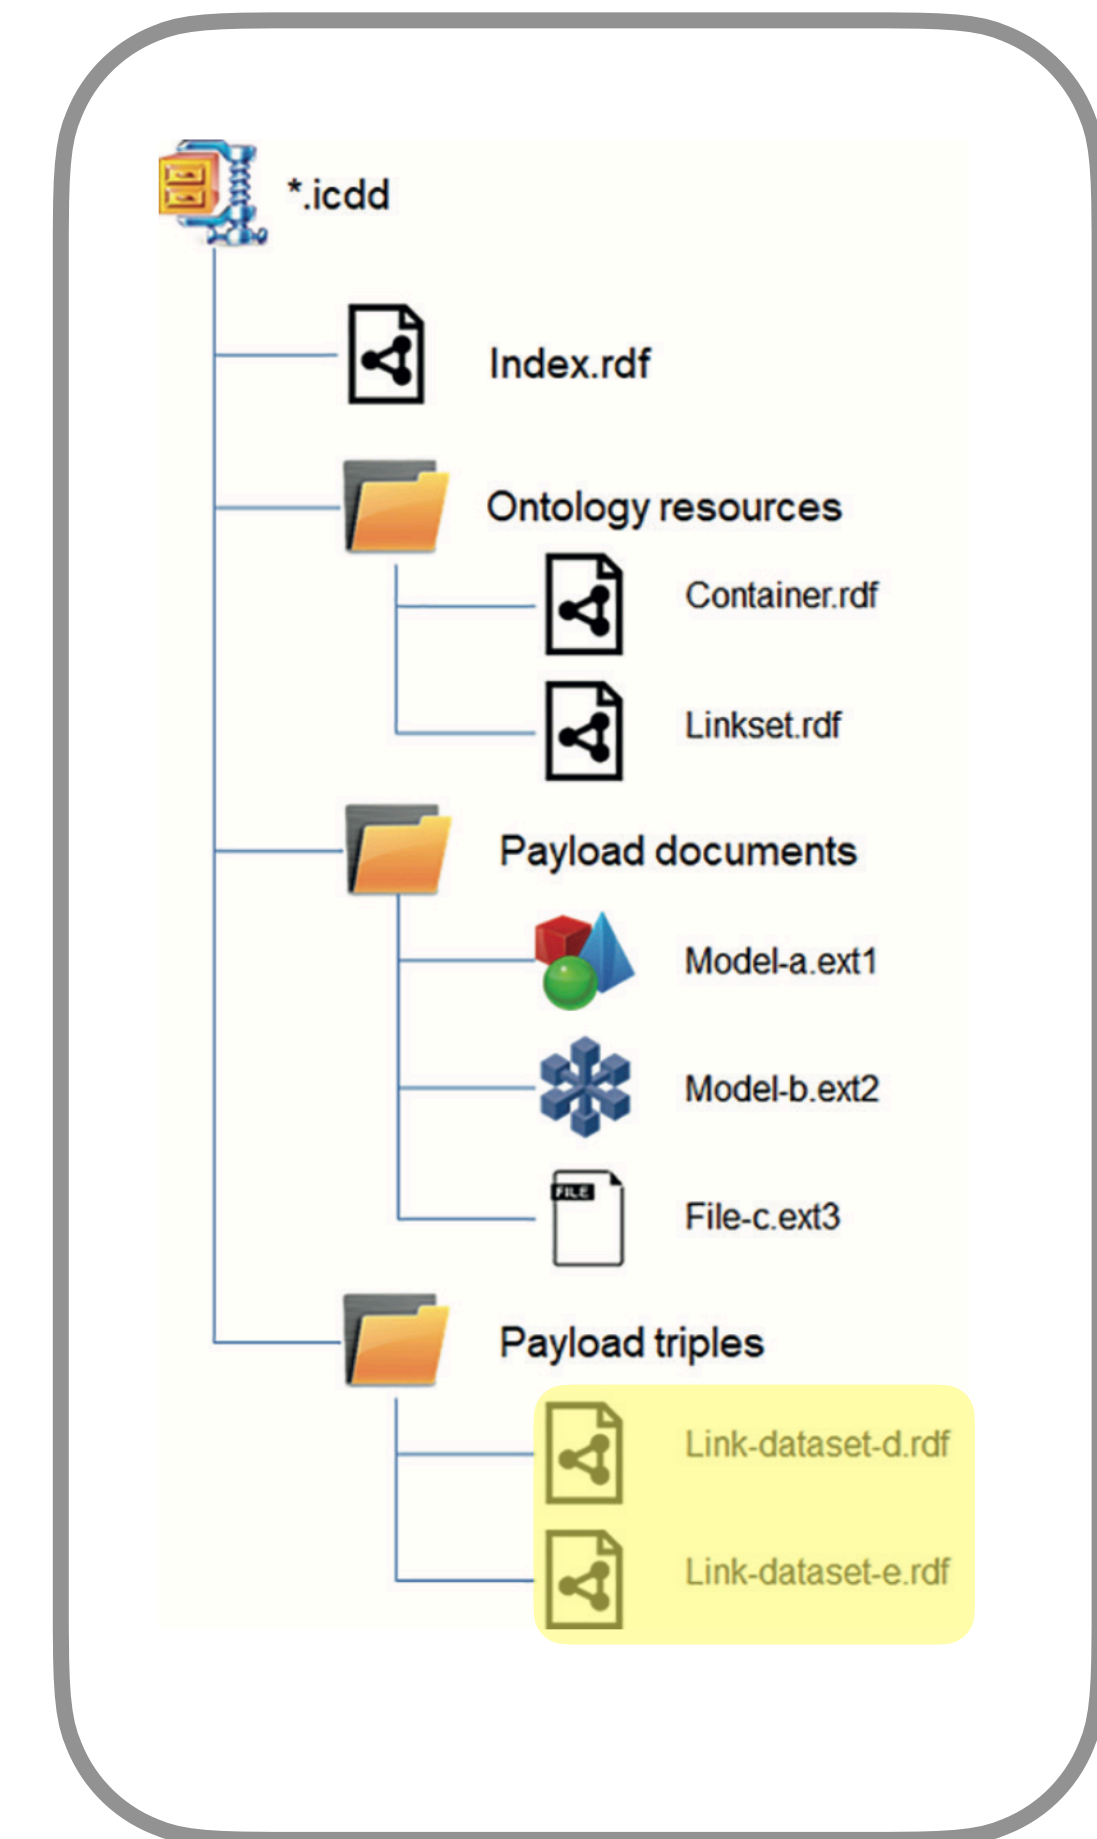 *.icdd
Index.rdf
Ontology resources
Container.rdf
Linkset.rdf
Payload documents
Model-a.ext1
Model-b.ext2
FILE
File-c.ext3
Payload triples
Link-dataset-d.rdf
Link-dataset-e.rdf